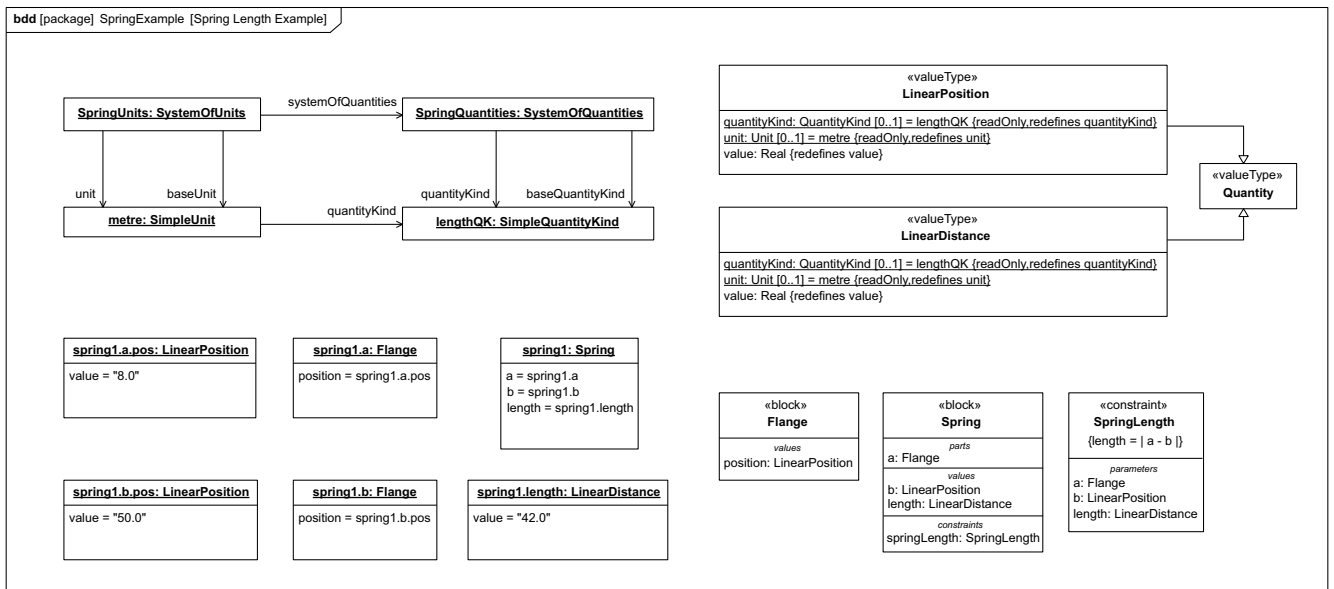 bdd [package] SpringExample [Spring Length Example]
SpringUnits: SystemOfUnits
systemOfQuantities
SpringQuantities: SystemOfQuantities
unit
baseUnit
quantityKind
baseQuantityKind
metre: SimpleUnit
quantityKind
lengthQK: SimpleQuantityKind
«valueType»
LinearPosition
quantityKind: QuantityKind [0..1] = lengthQK {readOnly,redefines quantityKind}
unit: Unit [0..1] = metre {readOnly,redefines unit}
value: Real {redefines value}
«valueType»
Quantity
«valueType»
LinearDistance
quantityKind: QuantityKind [0..1] = lengthQK {readOnly,redefines quantityKind}
unit: Unit [0..1] = metre {readOnly,redefines unit}
value: Real {redefines value}
spring1.a.pos: LinearPosition
value = "8.0"
spring1.a: Flange
position = spring1.a.pos
spring1: Spring
a = spring1.a
b = spring1.b
length = spring1.length
spring1.b.pos: LinearPosition
value = "50.0"
spring1.b: Flange
position = spring1.b.pos
spring1.length: LinearDistance
value = "42.0"
«block»
Flange
values
position: LinearPosition
«block»
Spring
parts
a: Flange
values
b: LinearPosition
length: LinearDistance
constraints
springLength: SpringLength
«constraint»
SpringLength
{length = | a - b |}
parameters
a: Flange
b: LinearPosition
length: LinearDistance